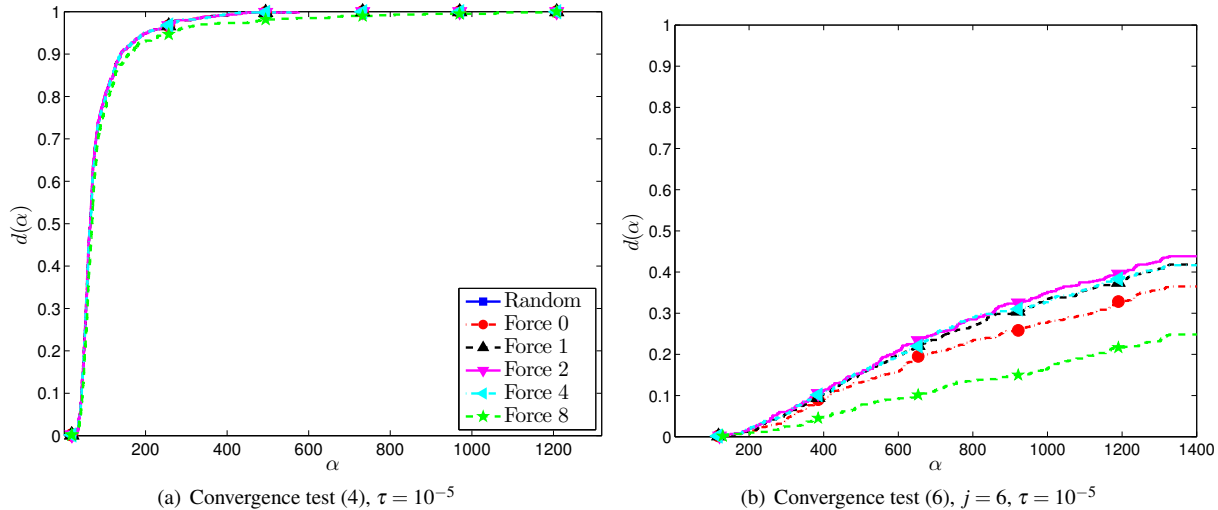 1
0.9
0.8
0.7
0.6
0.5
0.4
0.3
0.2
0.1
0
d(α)
200 400 600 800 1000 1200
α
Random
Force 0
Force 1
Force 2
Force 4
Force 8
(a) Convergence test (4), τ = 10⁻⁵
1
0.9
0.8
0.7
0.6
0.5
0.4
0.3
0.2
0.1
0
d(α)
200 400 600 800 1000 1200 1400
α
(b) Convergence test (6), j = 6, τ = 10⁻⁵